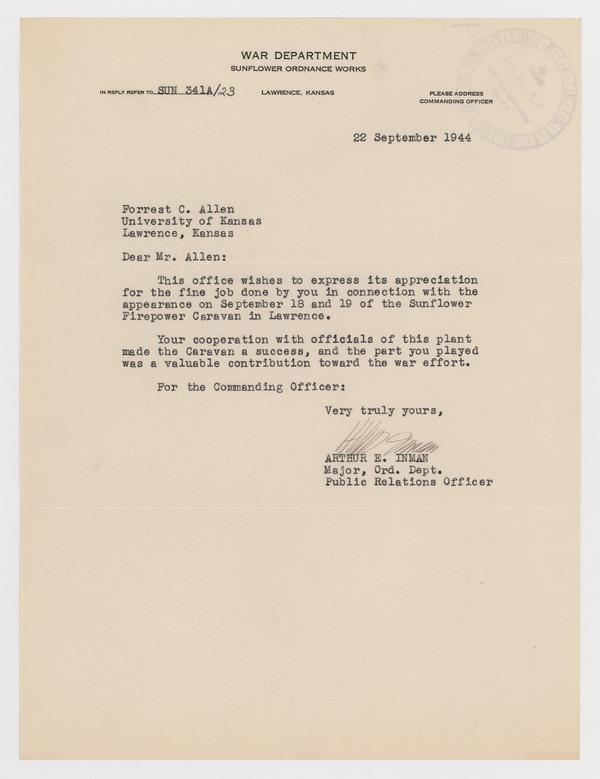 WAR DEPARTMENT
SUNFLOWER ORDNANCE WORKS
IN REPLY REFER TO SUN 341A/23
LAWRENCE, KANSAS
PLEASE ADDRESS
COMMANDING OFFICER
22 September 1944
Forrest C. Allen
University of Kansas
Lawrence, Kansas
Dear Mr. Allen:
This office wishes to express its appreciation
for the fine job done by you in connection with the
appearance on September 18 and 19 of the Sunflower
Firepower Caravan in Lawrence.
Your cooperation with officials of this plant
made the Caravan a success, and the part you played
was a valuable contribution toward the war effort.
For the Commanding Officer:
Very truly yours,
ARTHUR E. INMAN
Major, Ord. Dept.
Public Relations Officer